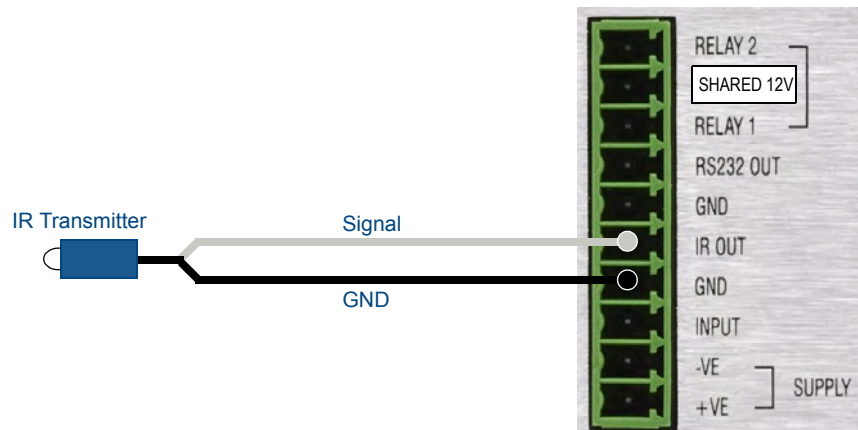 RELAY 2
SHARED 12V
RELAY 1
RS232 OUT
GND
IR Transmitter
Signal
IR OUT
GND
GND
INPUT
-VE
SUPPLY
+VE